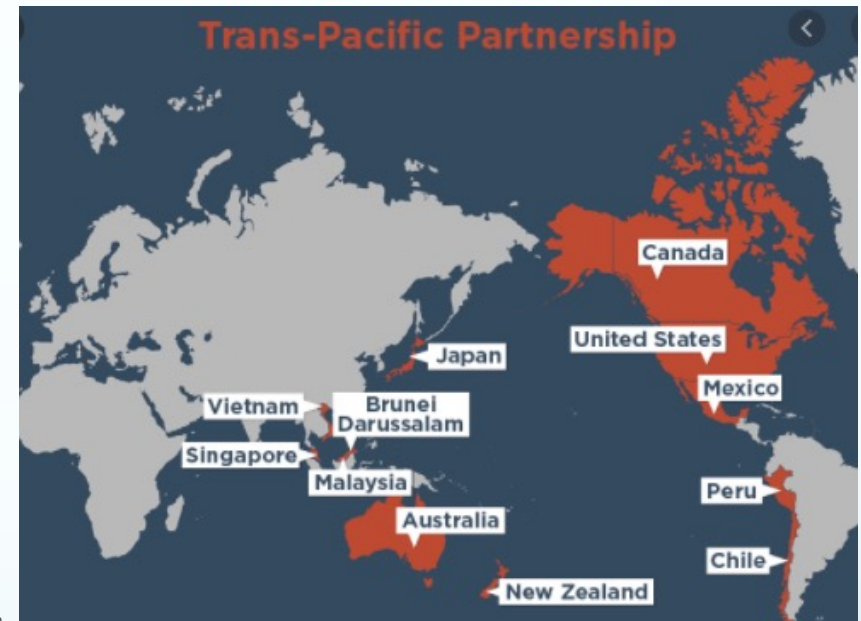 Trans-Pacific Partnership
Canada
United States
Japan
Mexico
Vietnam
Brunei
Darussalam
Singapore
Malaysia
Peru
Australia
Chile
New Zealand